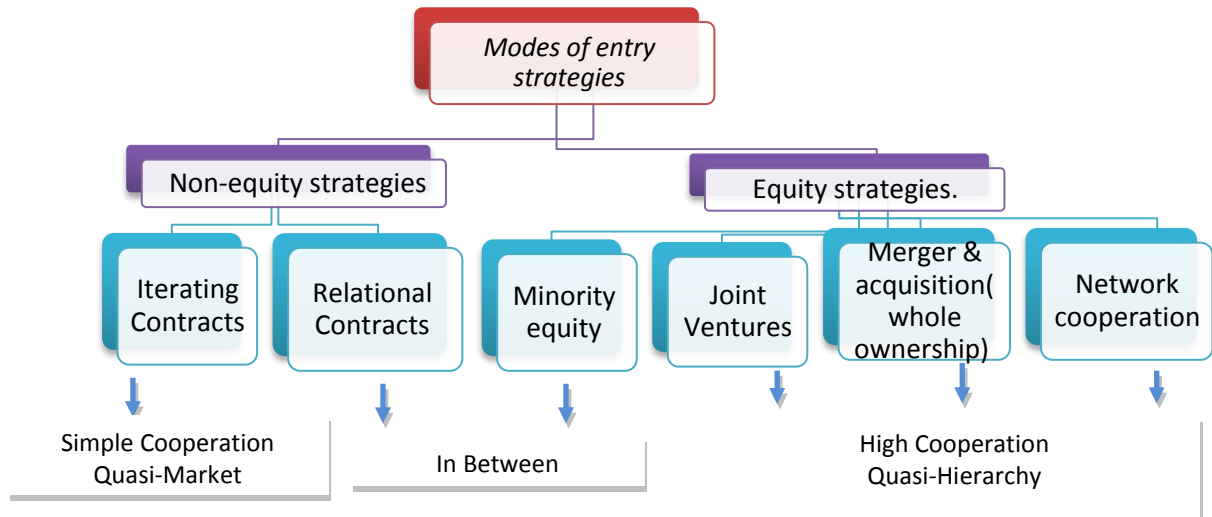 Modes of entry
strategies
Non-equity strategies
Equity strategies.
Iterating
Contracts
Relational
Contracts
Minority
equity
Joint
Ventures
Merger &
acquisition(
whole
ownership)
Network
cooperation
Simple Cooperation
Quasi-Market
In Between
High Cooperation
Quasi-Hierarchy